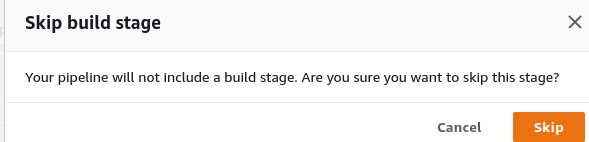 Skip build stage
Your pipeline will not include a build stage. Are you sure you want to skip this stage?
Cancel
Skip